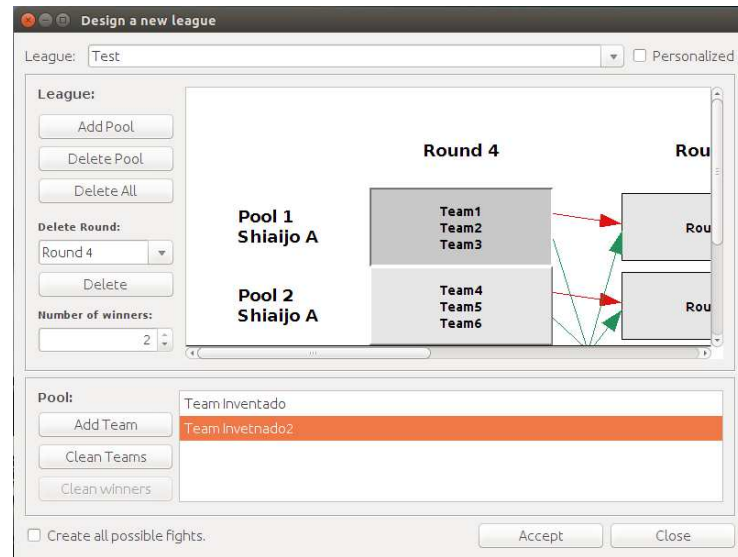 Design a new league
League: Test
Personalized
League:
Add Pool
Delete Pool
Delete All
Delete Round:
Round 4
Delete
Number of winners:
2
Round 4
Rou
Pool 1
Shiaijo A
Team1
Team2
Team3
Rou
Pool 2
Shiaijo A
Team4
Team5
Team6
Rou
Pool:
Add Team
Clean Teams
Clean winners
Team Inventado
Team Invetnado2
Create all possible fights.
Accept
Close